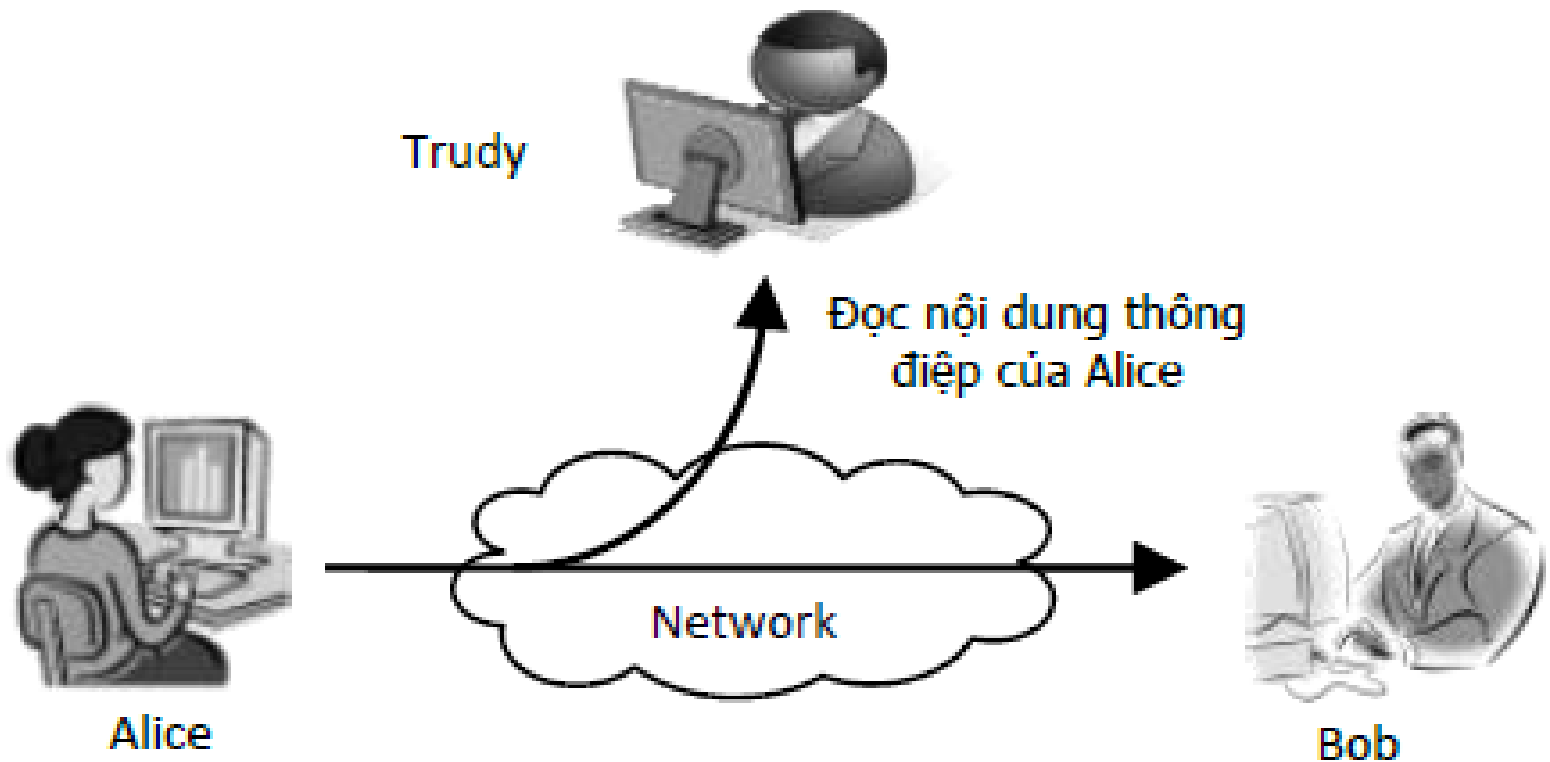 Trudy
Đọc nội dung thông
điệp của Alice
Network
Alice
Bob